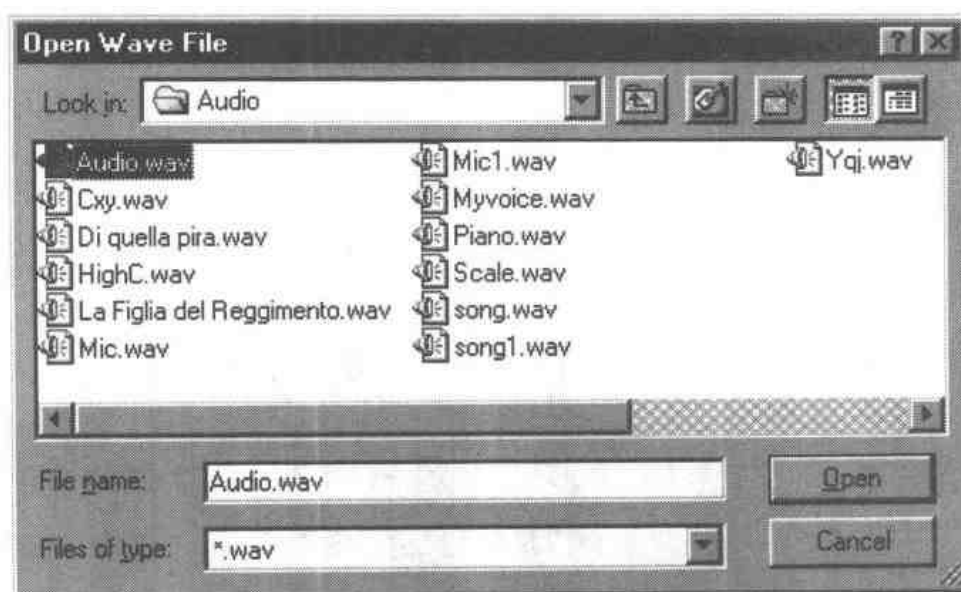 Open Wave File
Look in: Audio
Audio.wav
Cxy.wav
Di quella pira.wav
HighC.wav
La Figlia del Reggimento.wav
Mic.wav
Mic1.wav
Myvoice.wav
Piano.wav
Scale.wav
song.wav
song1.wav
Yqj.wav
File name: Audio.wav
Open
Files of type: *.wav
Cancel